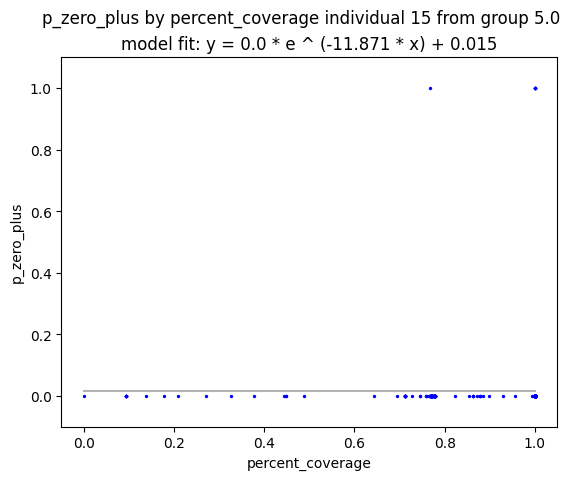 p_zero_plus by percent_coverage individual 15 from group 5.0
model fit: y = 0.0 * e ^ (-11.871 * x) + 0.015
1.0
0.8
0.6
0.4
0.2
0.0
p_zero_plus
0.0 0.2 0.4 0.6 0.8 1.0
percent_coverage